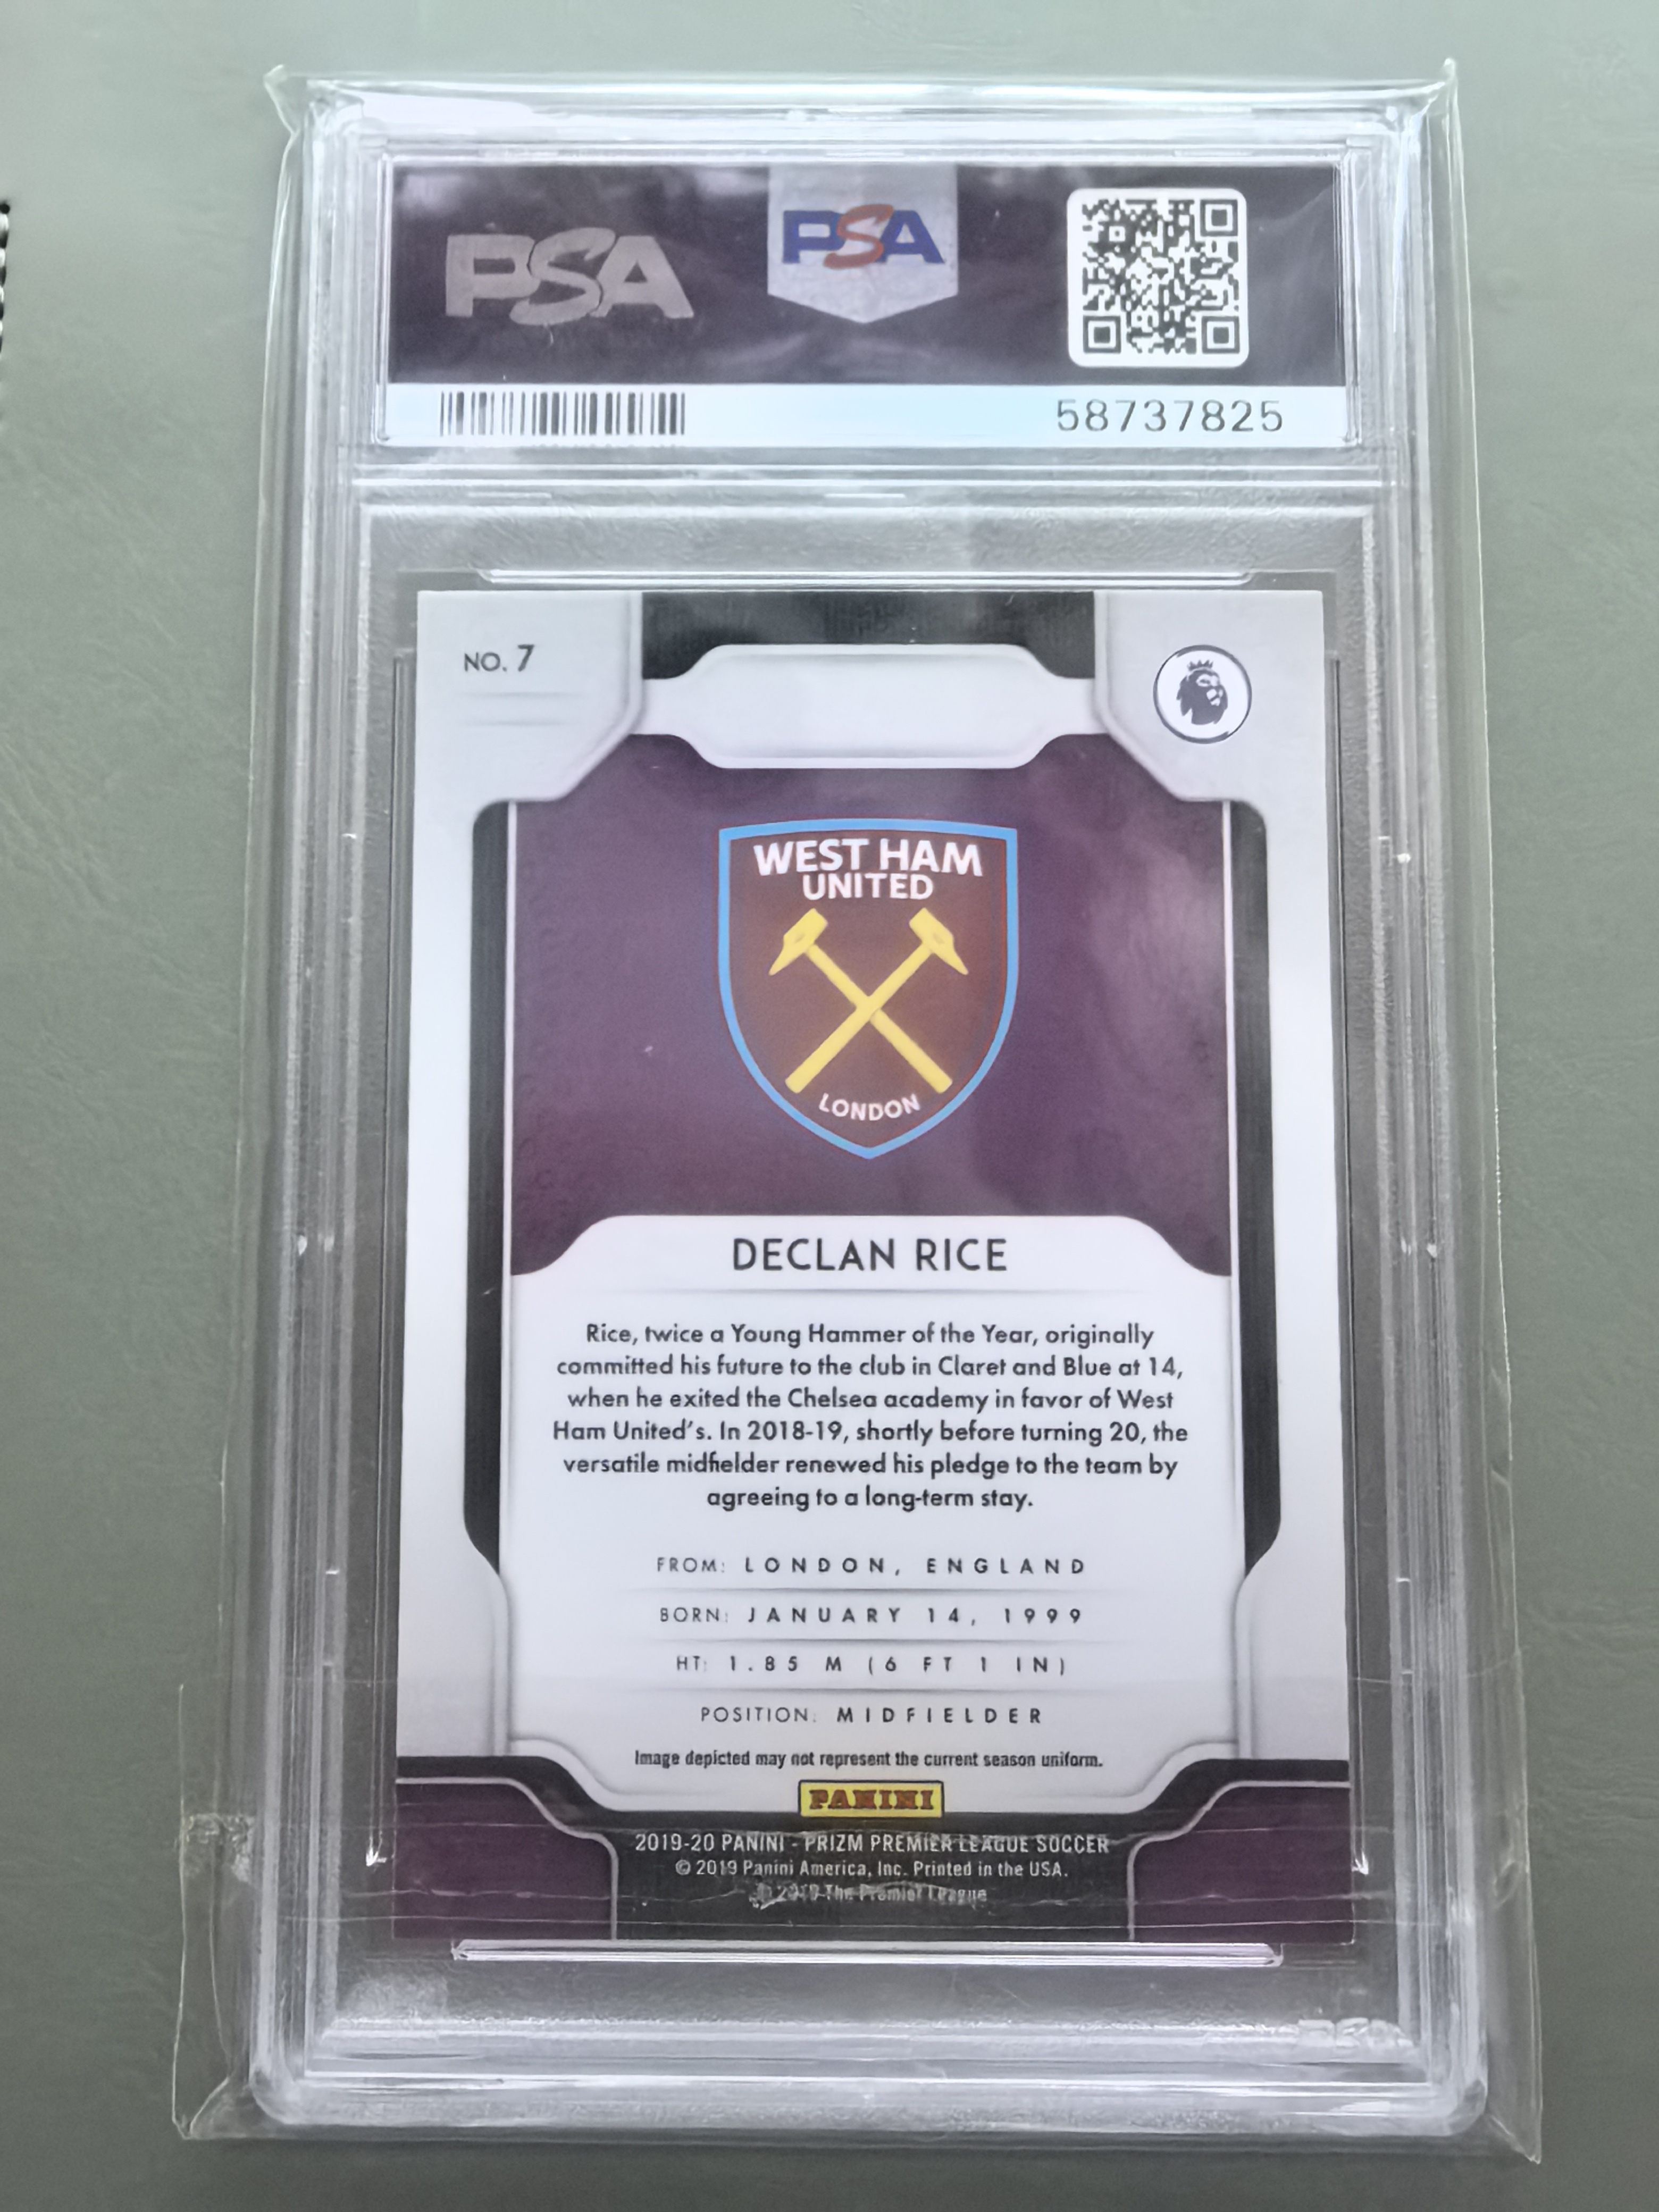 PSA
PSA
58737825
NO. 7
WEST HAM
UNITED
LONDON
DECLAN RICE
Rice, twice a Young Hammer of the Year, originally
committed his future to the club in Claret and Blue at 14,
when he exited the Chelsea academy in favor of West
Ham United's. In 2018-19, shortly before turning 20, the
versatile midfielder renewed his pledge to the team by
agreeing to a long-term stay.
FROM: LONDON, ENGLAND
BORN: JANUARY 14, 1999
HT: 1.85 M (6 FT 1 IN)
POSITION: MIDFIELDER
Image depicted may not represent the current season uniform.
PANINI
2019-20 PANINI - PRIZM PREMIER LEAGUE SOCCER
© 2019 Panini America, Inc. Printed in the USA.
2019 The Premier League